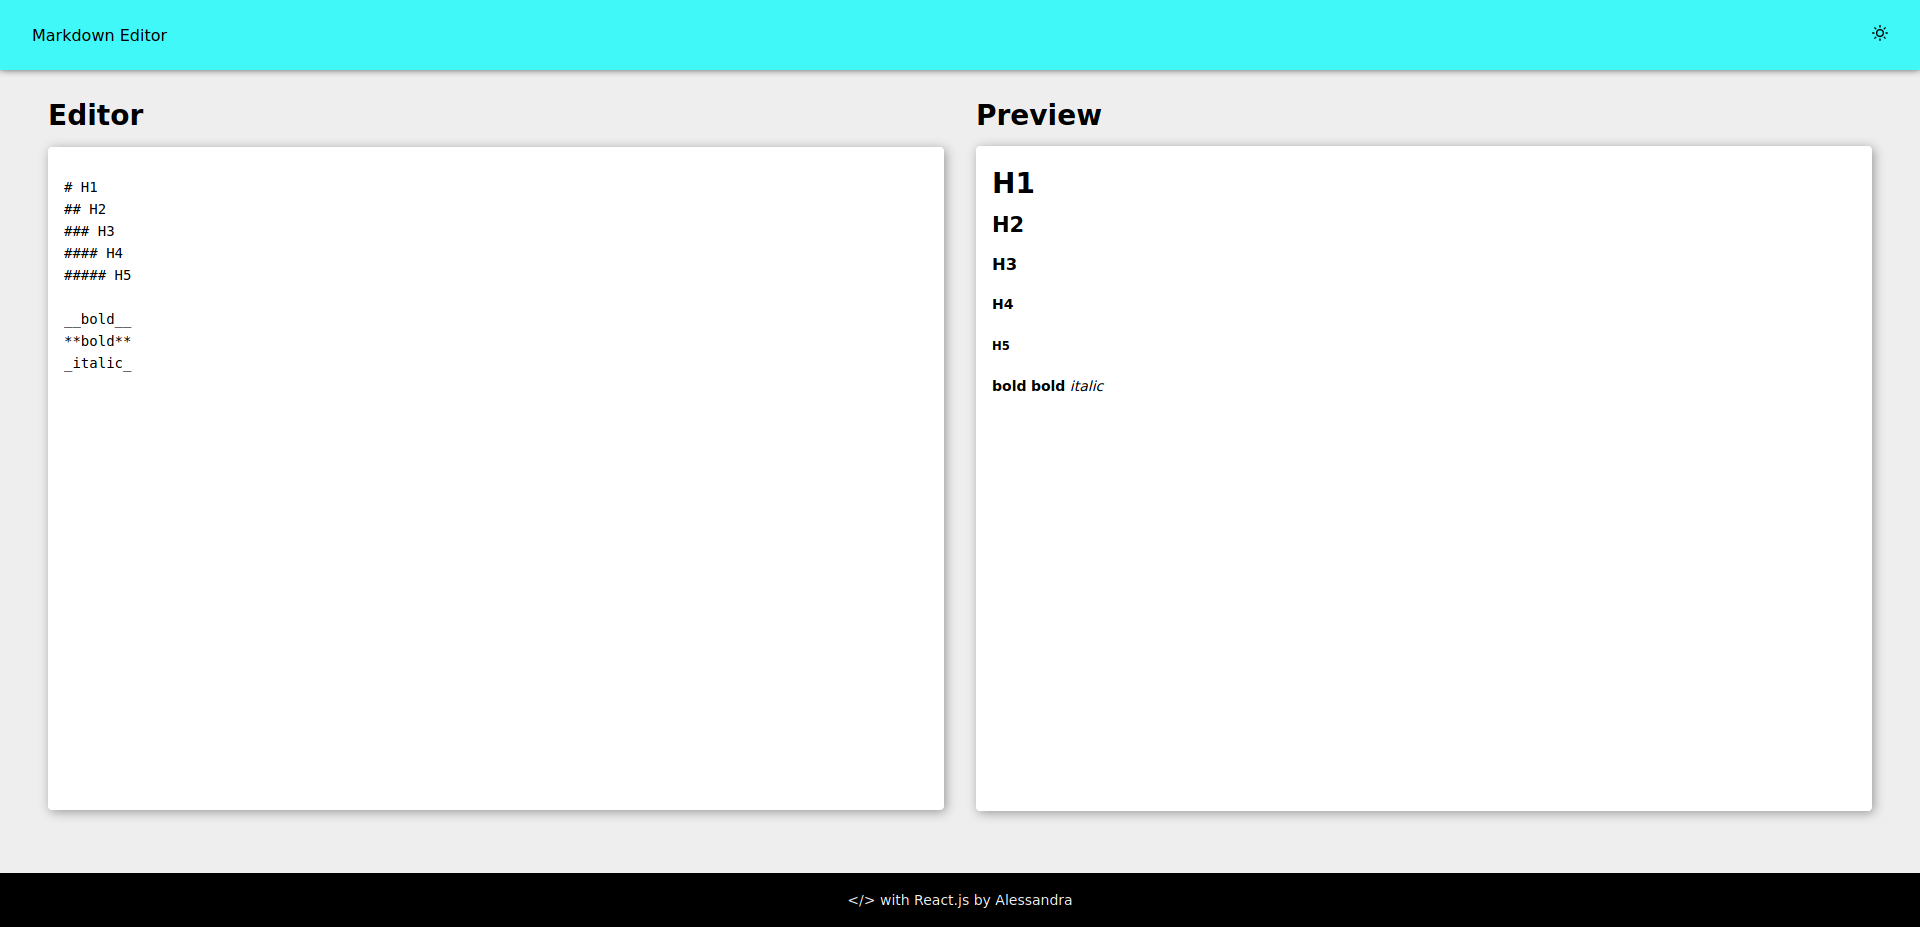 Markdown Editor
Editor
# H1
## H2
### H3
#### H4
##### H5
__bold__
**bold**
_italic_
Preview
H1
H2
H3
H4
H5
bold bold italic
</> with React.js by Alessandra